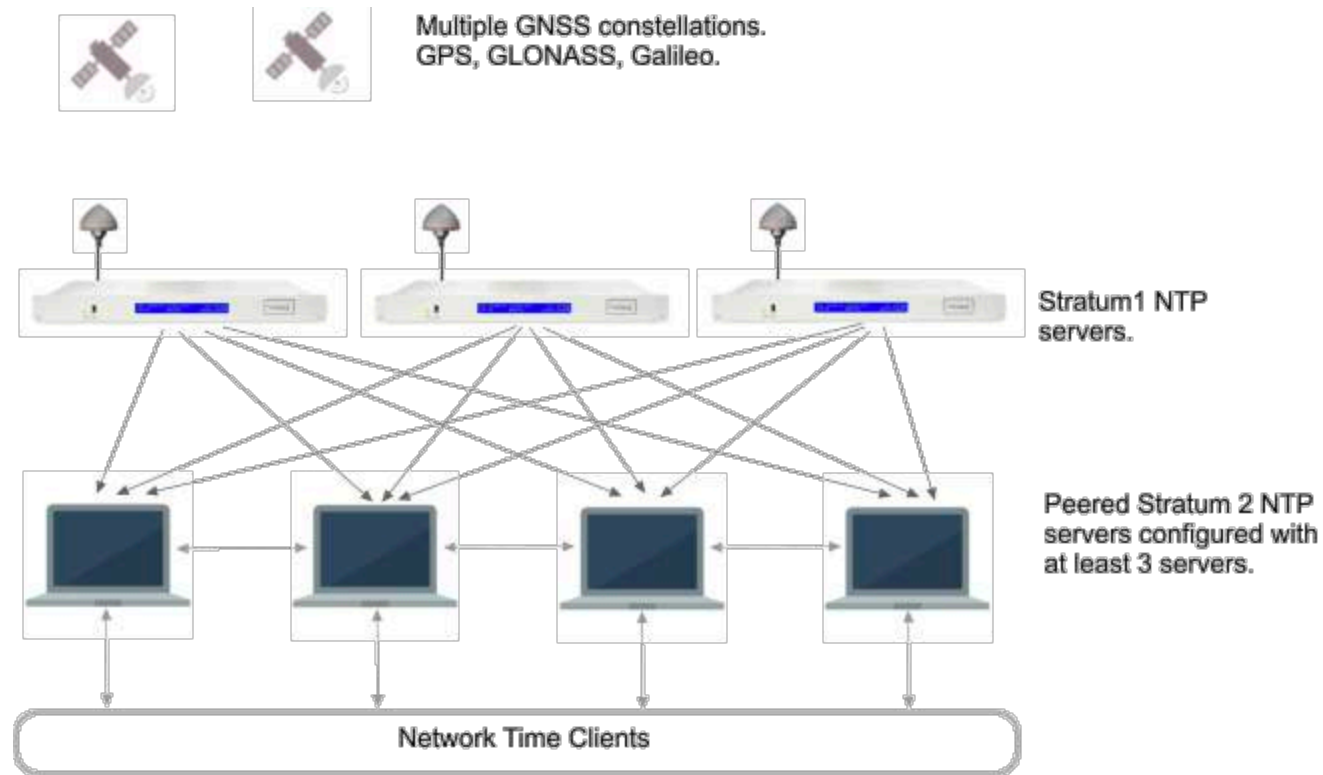 Multiple GNSS constellations.
GPS, GLONASS, Galileo.
Stratum1 NTP
servers.
Peered Stratum 2 NTP
servers configured with
at least 3 servers.
Network Time Clients